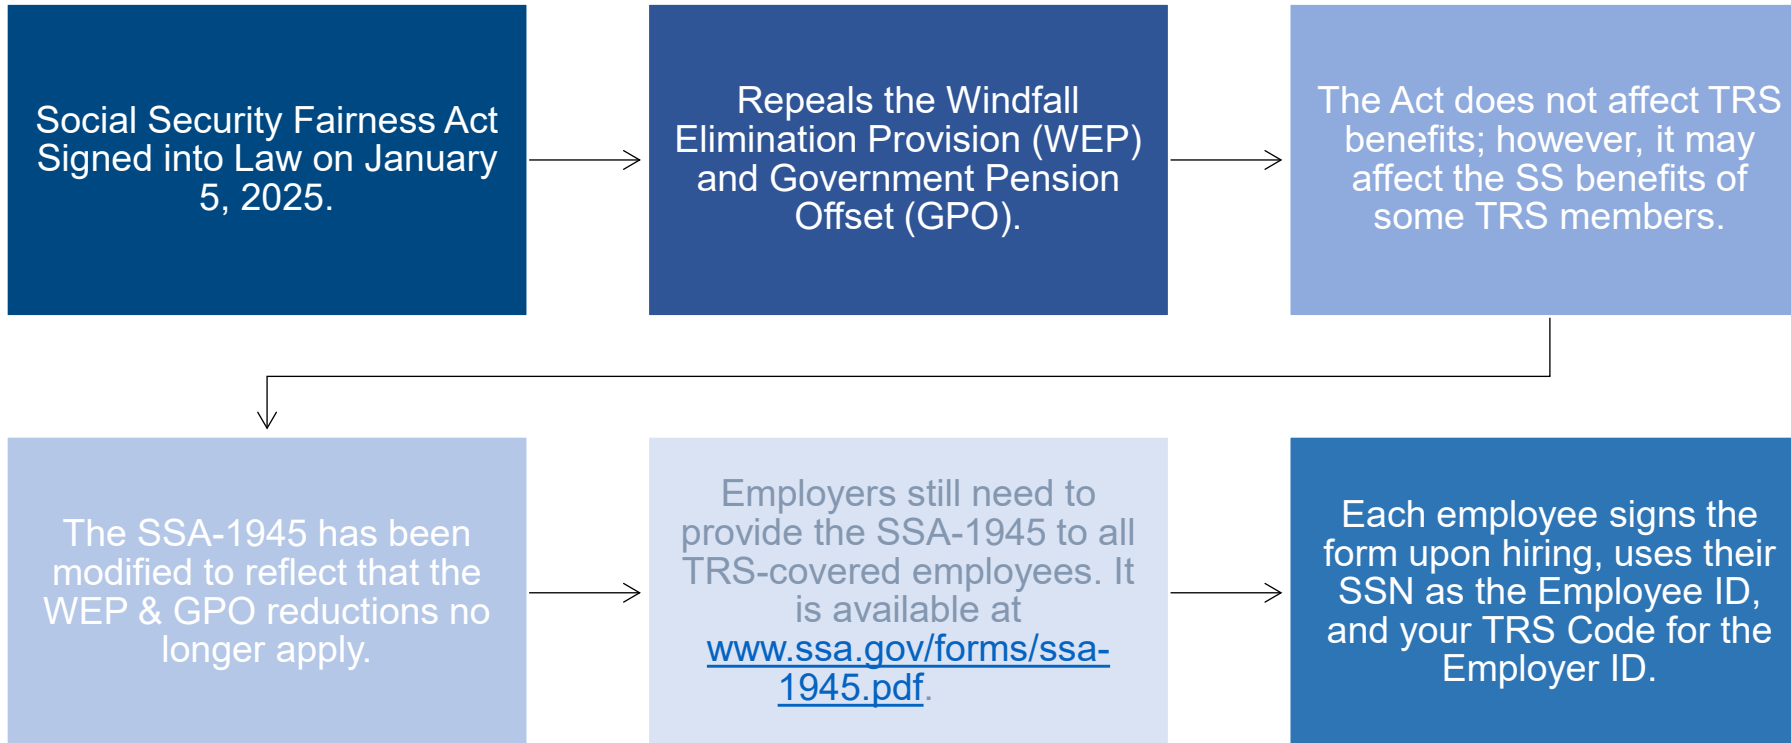 Social Security Fairness Act
Signed into Law on January
5, 2025.
Repeals the Windfall
Elimination Provision (WEP)
and Government Pension
Offset (GPO).
The Act does not affect TRS
benefits; however, it may
affect the SS benefits of
some TRS members.
The SSA-1945 has been
modified to reflect that the
WEP & GPO reductions no
longer apply.
Employers still need to
provide the SSA-1945 to all
TRS-covered employees. It
is available at
www.ssa.gov/forms/ssa-
1945.pdf.
Each employee signs the
form upon hiring, uses their
SSN as the Employee ID,
and your TRS Code for the
Employer ID.